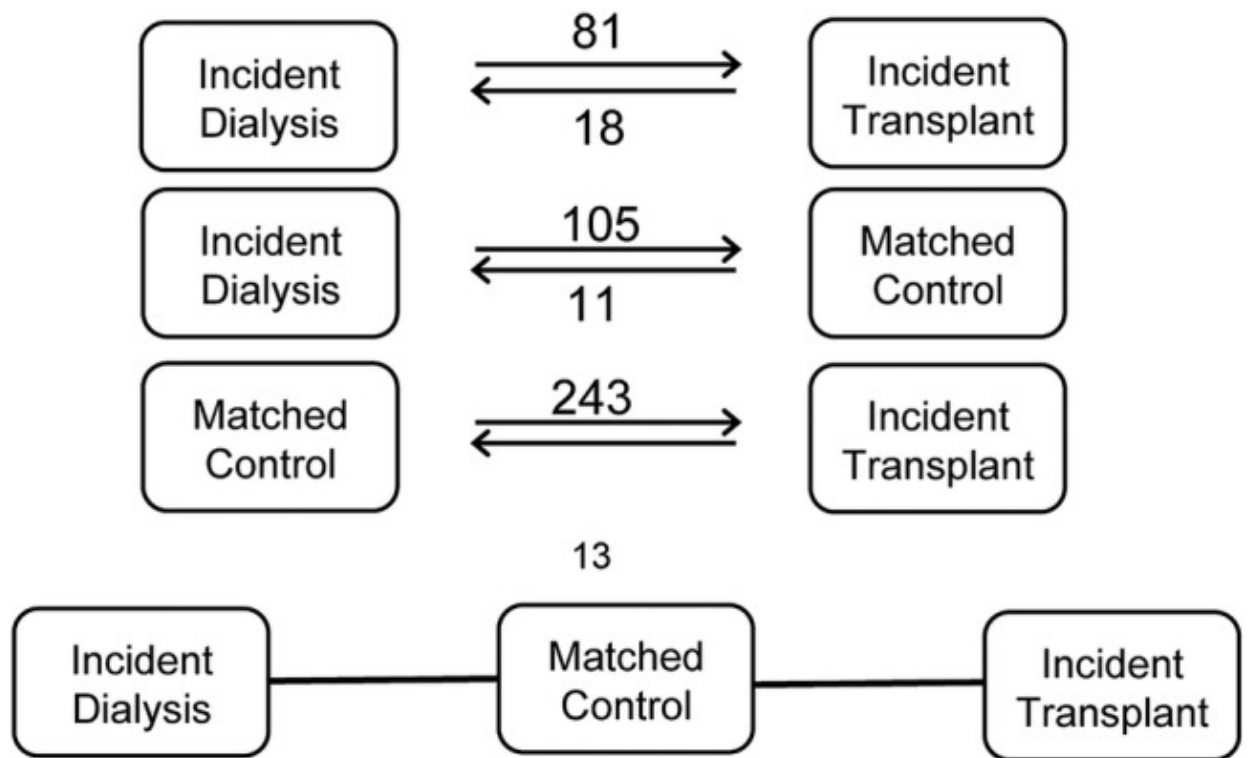 81
Incident
Dialysis
Incident
Transplant
18
105
Incident
Dialysis
Matched
Control
11
243
Matched
Control
Incident
Transplant
13
Incident
Dialysis
Matched
Control
Incident
Transplant